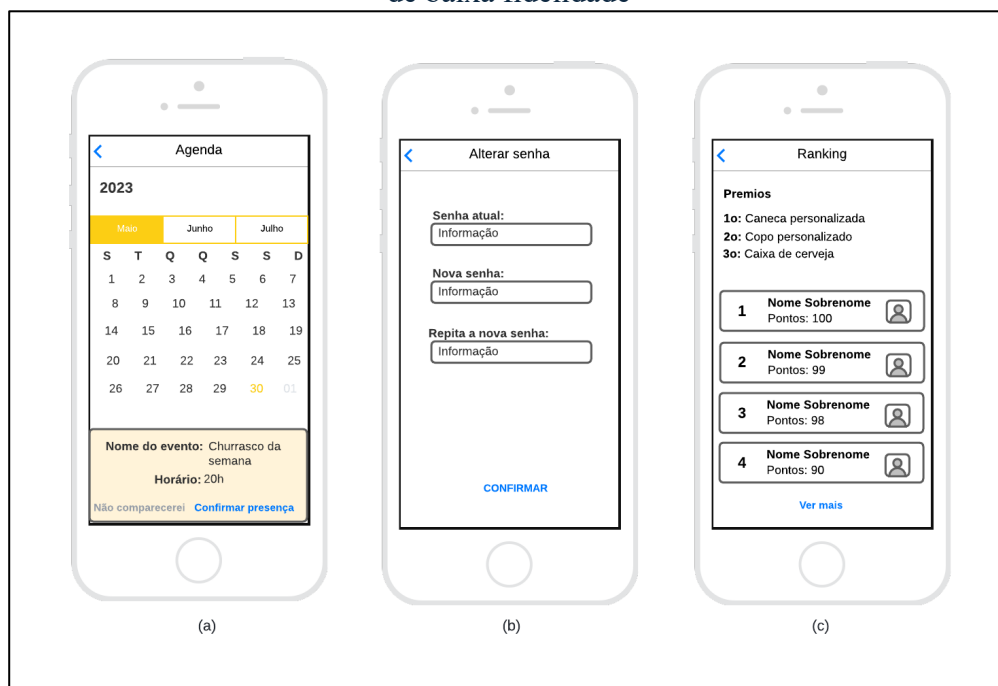 de baixa fidelidade
Agenda
2023
Maio Junho Julho
S T Q Q S S D
1 2 3 4 5 6 7
8 9 10 11 12 13
14 15 16 17 18 19
20 21 22 23 24 25
26 27 28 29 30 01
Nome do evento: Churrasco da
semana
Horário: 20h
Não comparecerei Confirmar presença
(a)
Alterar senha
Senha atual:
Informação
Nova senha:
Informação
Repita a nova senha:
Informação
CONFIRMAR
(b)
Ranking
Premios
1o: Caneca personalizada
2o: Copo personalizado
3o: Caixa de cerveja
1 Nome Sobrenome
Pontos: 100
2 Nome Sobrenome
Pontos: 99
3 Nome Sobrenome
Pontos: 98
4 Nome Sobrenome
Pontos: 90
Ver mais
(c)